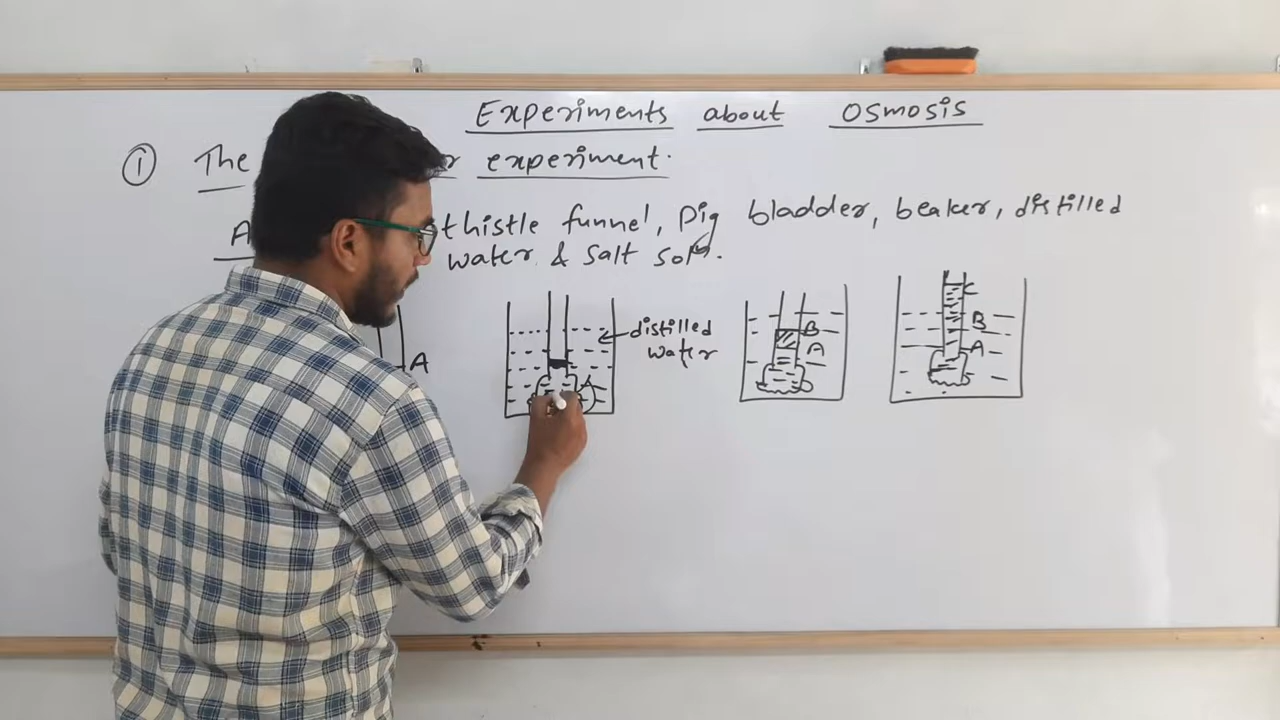 Experiments about Osmosis
① The experiment.
thistle funnel, Pig bladder, beaker, distilled
water & Salt Soln.
A
distilled
water
A
B
A
C
B
A